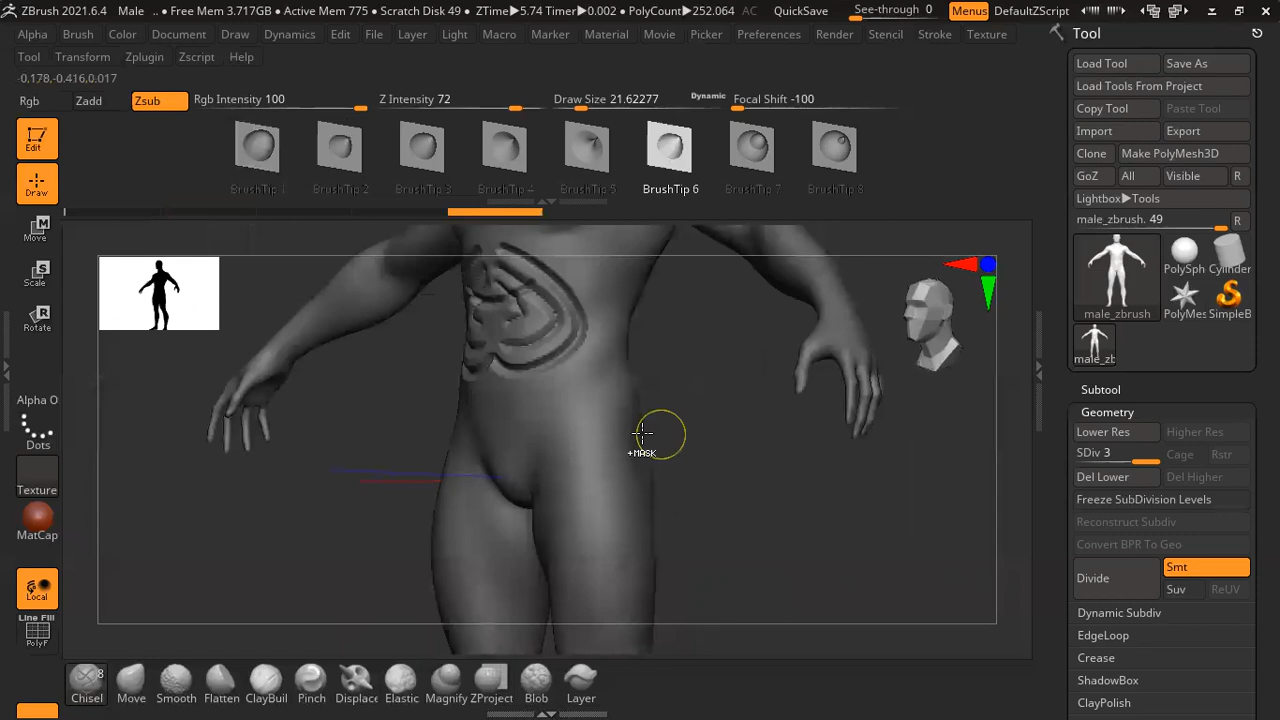 ZBrush 2021.6.4 Male .. • Free Mem 3.717GB • Active Mem 775 • Scratch Disk 49 • ZTime▶5.74 Timer▶0.002 • PolyCount▶252.064 QuickSave See-through 0 Menus DefaultZScript
Alpha Brush Color Document Draw Dynamics Edit File Layer Light Macro Marker Material Movie Picker Preferences Render Stencil Stroke Texture
Tool Transform Zplugin Zscript Help
-0,178,-0.416,0.017
Rgb Zadd Zsub Rgb Intensity 100 Z Intensity 72 Draw Size 21.62277 Dynamic Focal Shift -100
BrushTip 1 BrushTip 2 BrushTip 3 BrushTip 4 BrushTip 5 BrushTip 6 BrushTip 7 BrushTip 8
Edit
Draw
M
Move
S
Scale
R
Rotate
Alpha O
Dots
Texture
MatCap
Local
Line Fill
PolyF
+MASK
8
Chisel Move Smooth Flatten ClayBuil Pinch Displace Elastic Magnify ZProject Blob Layer
Tool
Load Tool Save As
Load Tools From Project
Copy Tool Paste Tool
Import Export
Clone Make PolyMesh3D
GoZ All Visible R
Lightbox▶Tools
male_zbrush. 49 R
PolySph Cylinder
male_zbrush PolyMes SimpleB
male_zb
Subtool
Geometry
Lower Res Higher Res
SDiv 3 Cage Rstr
Del Lower Del Higher
Freeze SubDivision Levels
Reconstruct Subdiv
Convert BPR To Geo
Divide Smt
Suv ReUV
Dynamic Subdiv
EdgeLoop
Crease
ShadowBox
ClayPolish